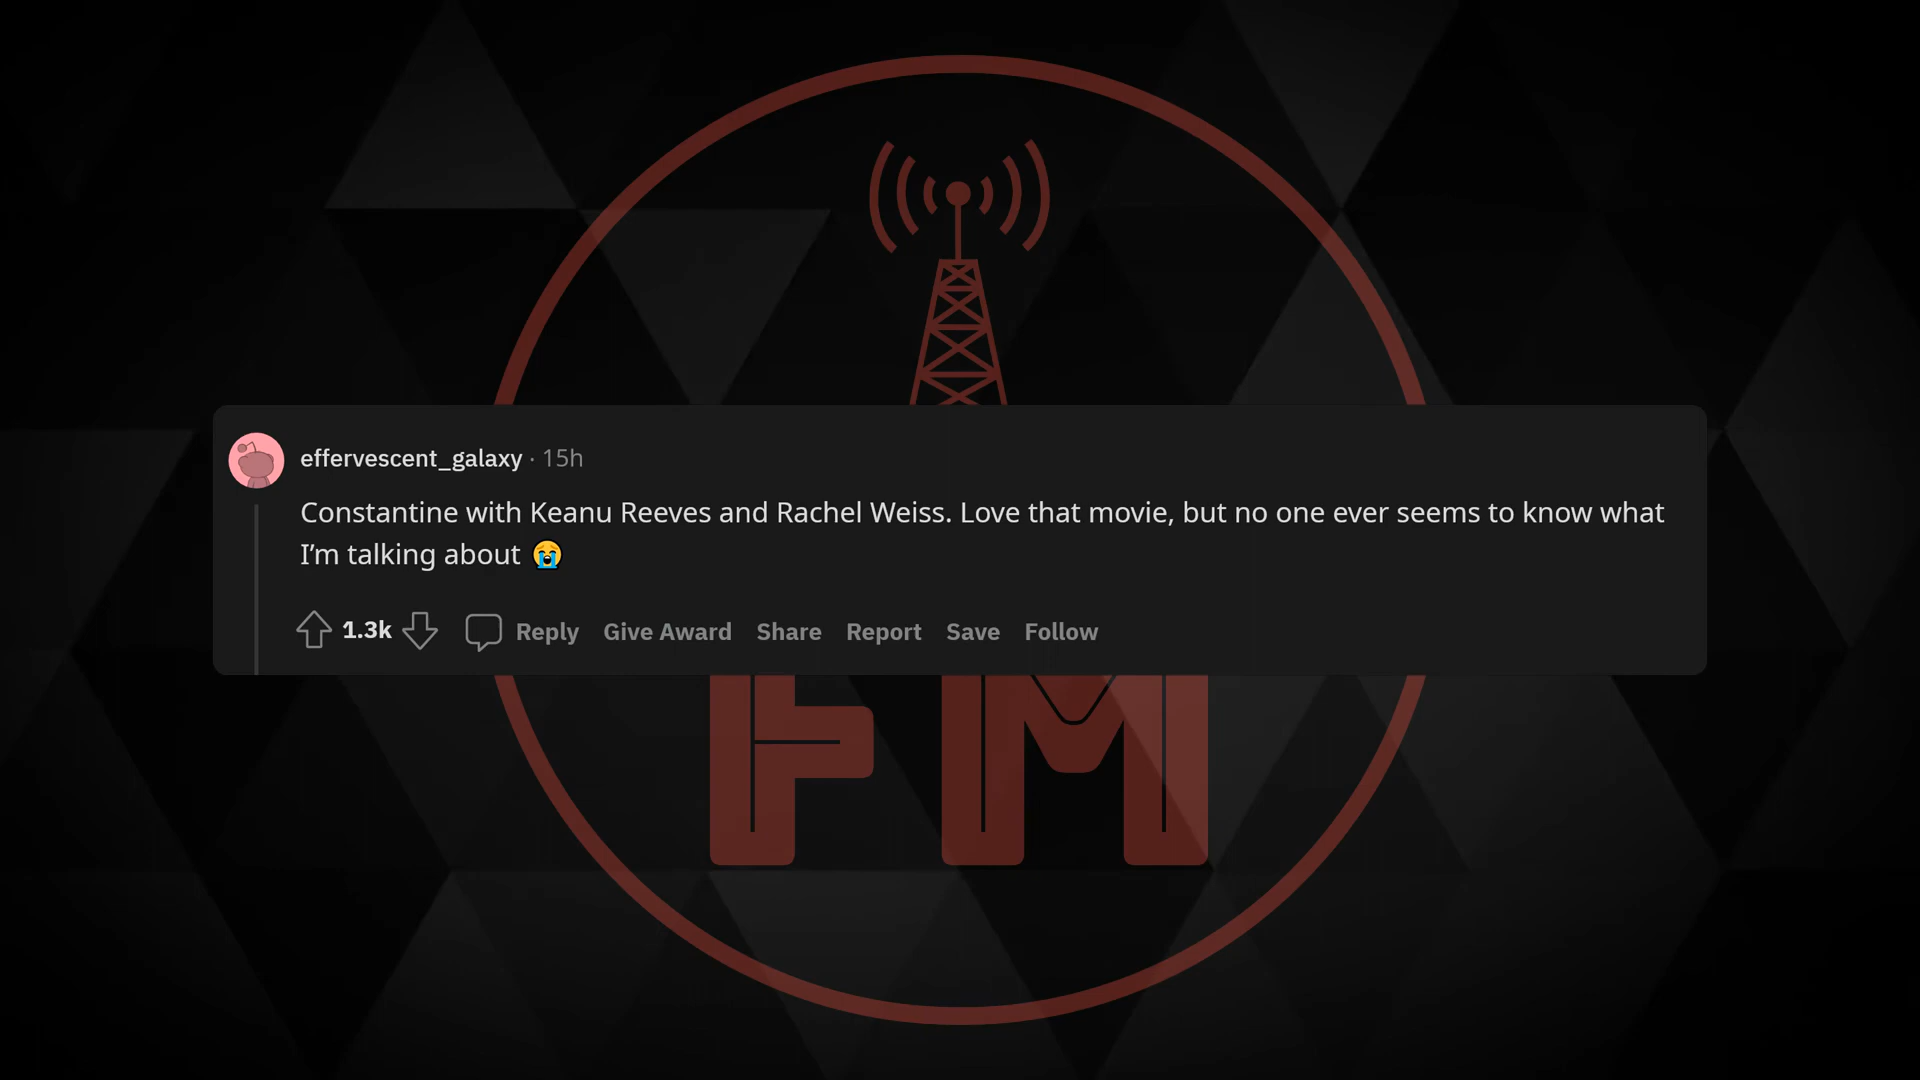 effervescent_galaxy · 15h
Constantine with Keanu Reeves and Rachel Weiss. Love that movie, but no one ever seems to know what
I’m talking about 😭
1.3k Reply Give Award Share Report Save Follow
FM